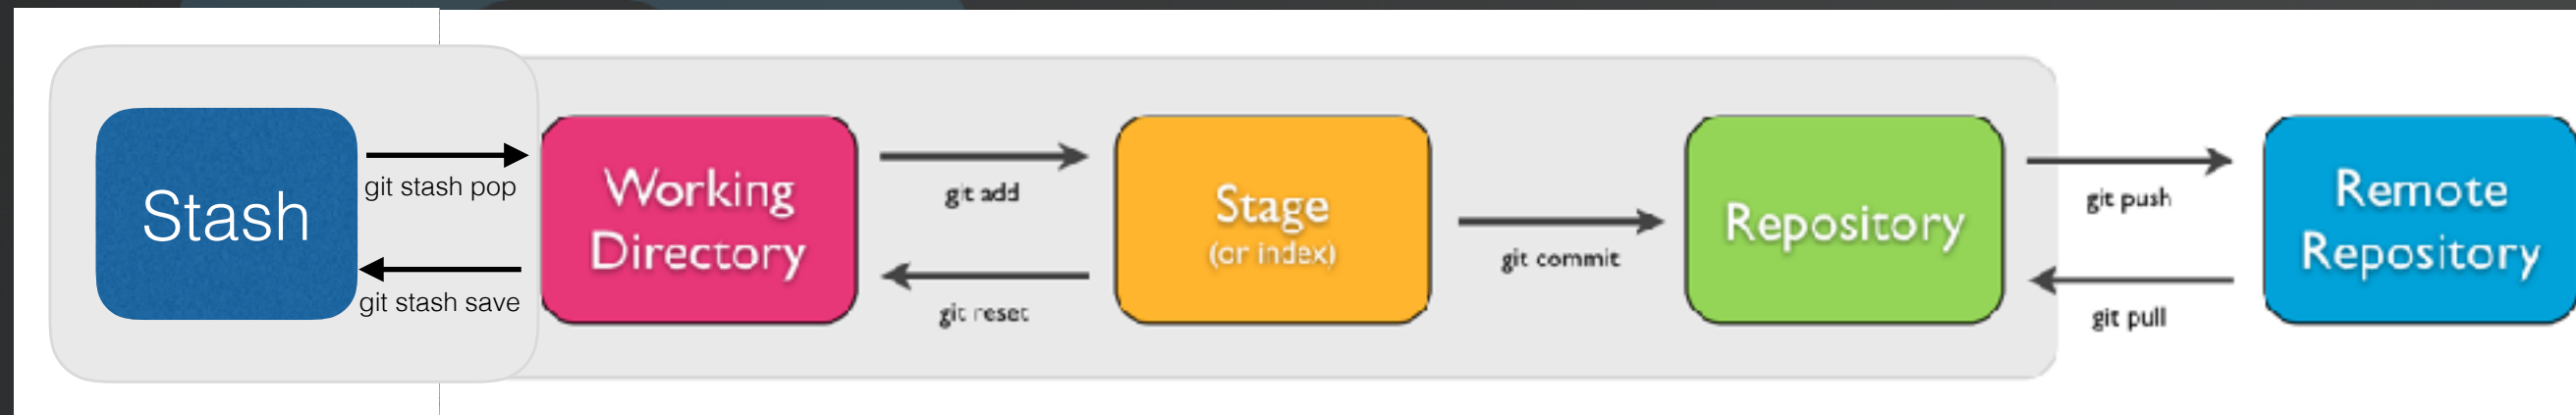 Stash
git stash pop
git stash save
Working
Directory
git add
git reset
Stage
(or index)
git commit
Repository
git push
git pull
Remote
Repository